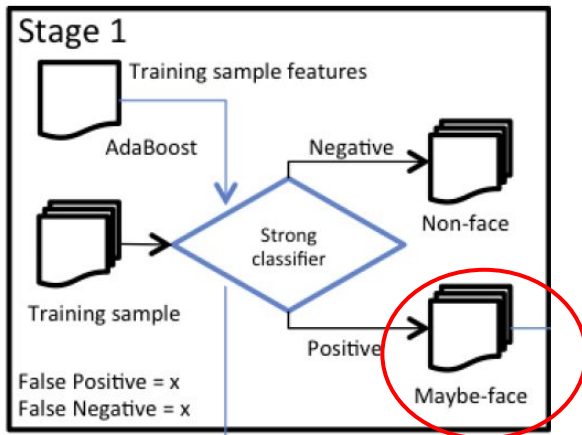 Stage 1
Training sample features
AdaBoost
Negative
Strong
classifier
Non-face
Training sample
Positive
Maybe-face
False Positive = x
False Negative = x